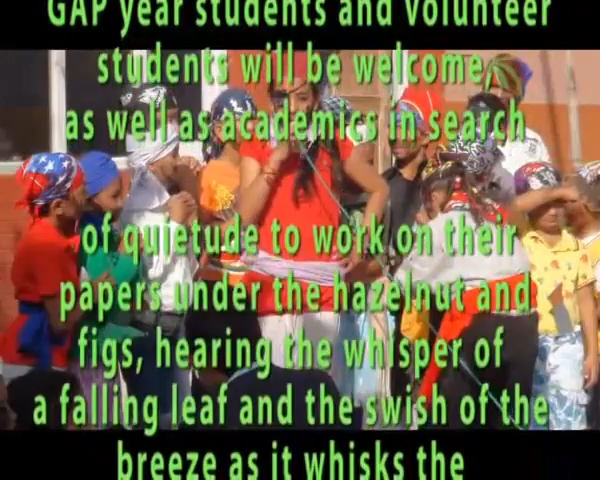 GAP year students and volunteer
students will be welcome,
as well as academics in search
of quietude to work on their
papers under the hazelnut and
figs, hearing the whisper of
a falling leaf and the swish of the
breeze as it whisks the